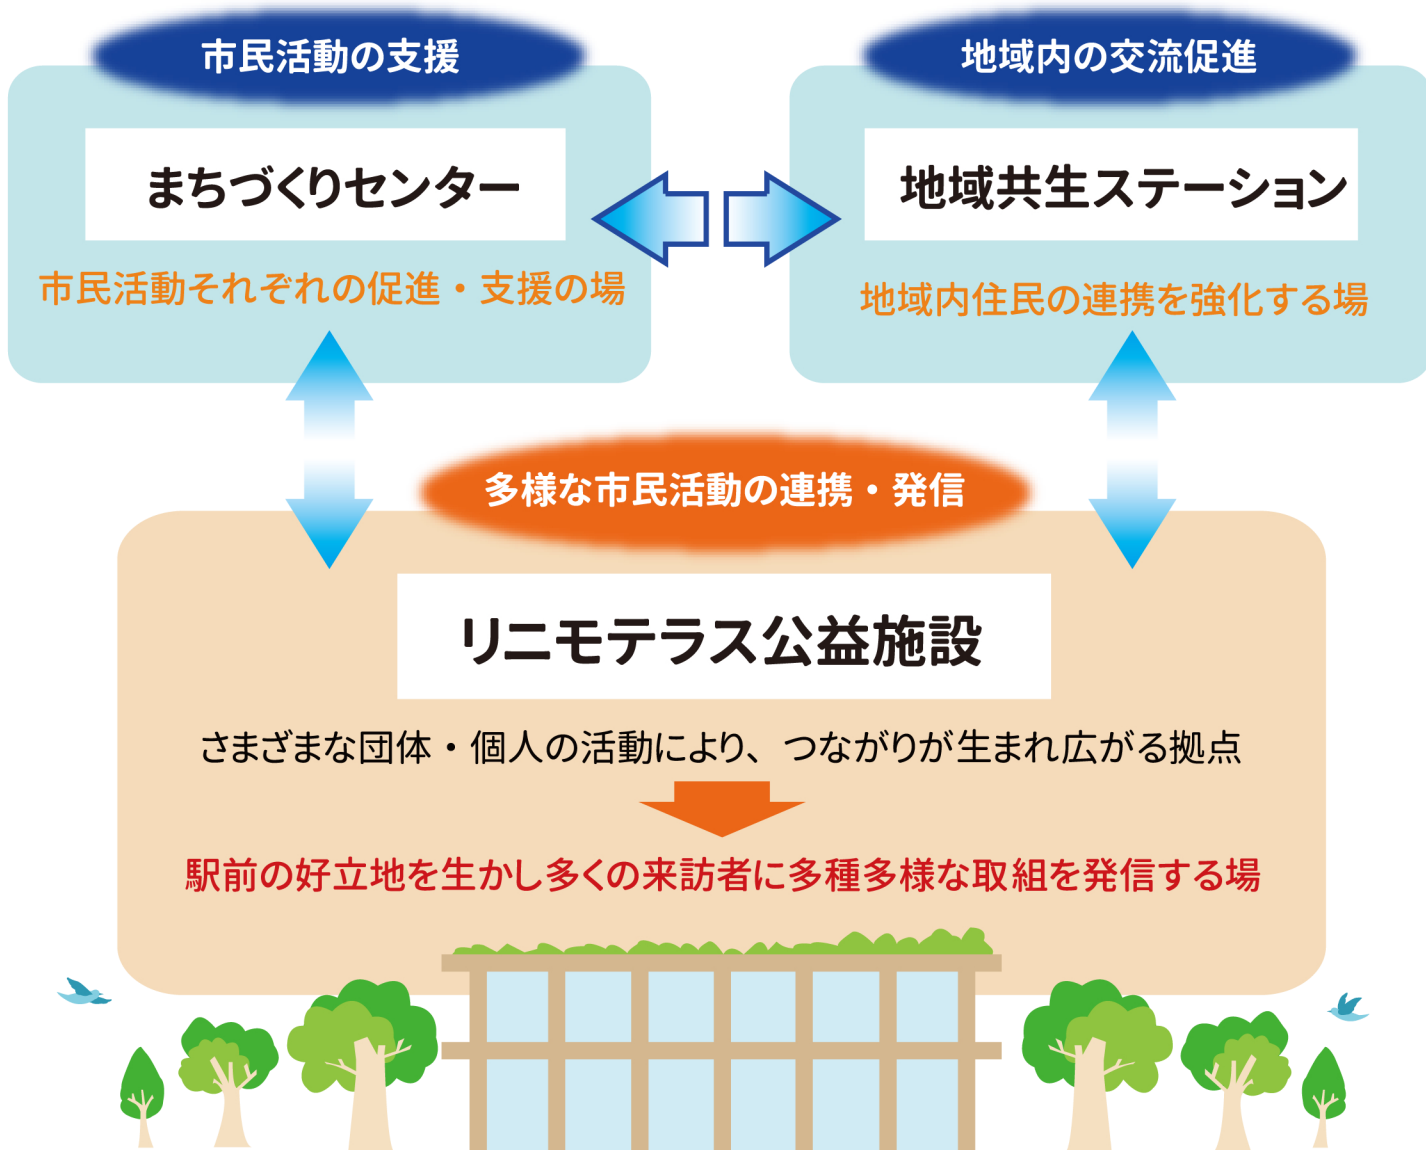 市民活動の支援
まちづくりセンター
市民活動それぞれの促進・支援の場
地域内の交流促進
地域共生ステーション
地域内住民の連携を強化する場
多様な市民活動の連携・発信
リニモテラス公益施設
さまざまな団体・個人の活動により、つながりが生まれ広がる拠点
駅前の好立地を生かし多くの来訪者に多種多様な取組を発信する場